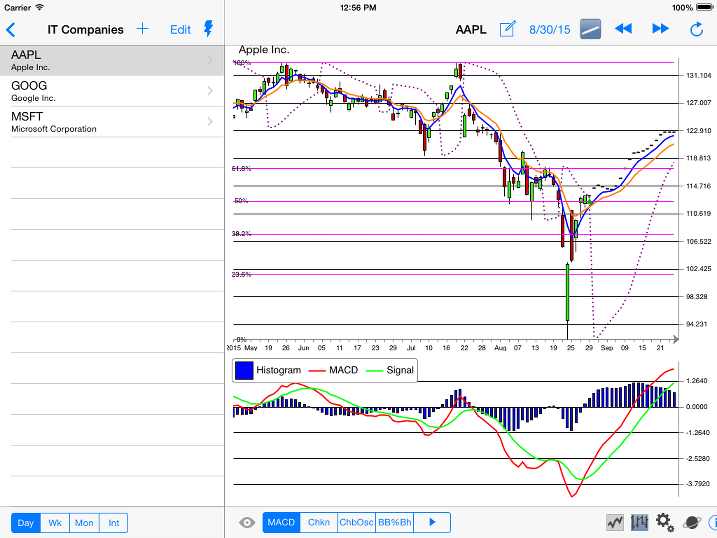 Carrier 12:56 PM 100%
IT Companies + Edit
AAPL 8/30/15
AAPL
Apple Inc.
GOOG
Google Inc.
MSFT
Microsoft Corporation
Apple Inc.
100%
61.8%
50%
38.2%
23.6%
0%
131.104
127.007
122.910
118.813
114.716
110.619
106.522
102.425
98.328
94.231
2015 May 19 26 Jun 05 11 17 23 29 Jul 10 16 22 28 Aug 07 13 19 25 29 Sep 09 15 21
Histogram MACD Signal
1.2640
0.0000
-1.2640
-2.5280
-3.7920
Day Wk Mon Int
MACD Chkn ChbOsc BB%Bh